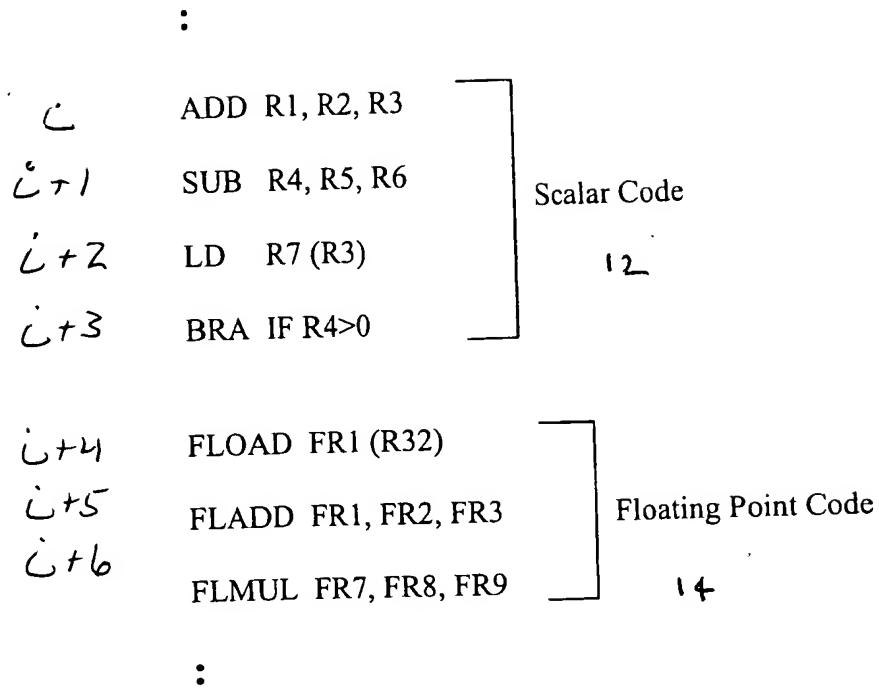 :
i ADD R1, R2, R3
i+1 SUB R4, R5, R6
Scalar Code
i+2 LD R7 (R3)
12
i+3 BRA IF R4>0
i+4 FLOAD FR1 (R32)
i+5 FLADD FR1, FR2, FR3
Floating Point Code
i+6 FLMUL FR7, FR8, FR9
14
: